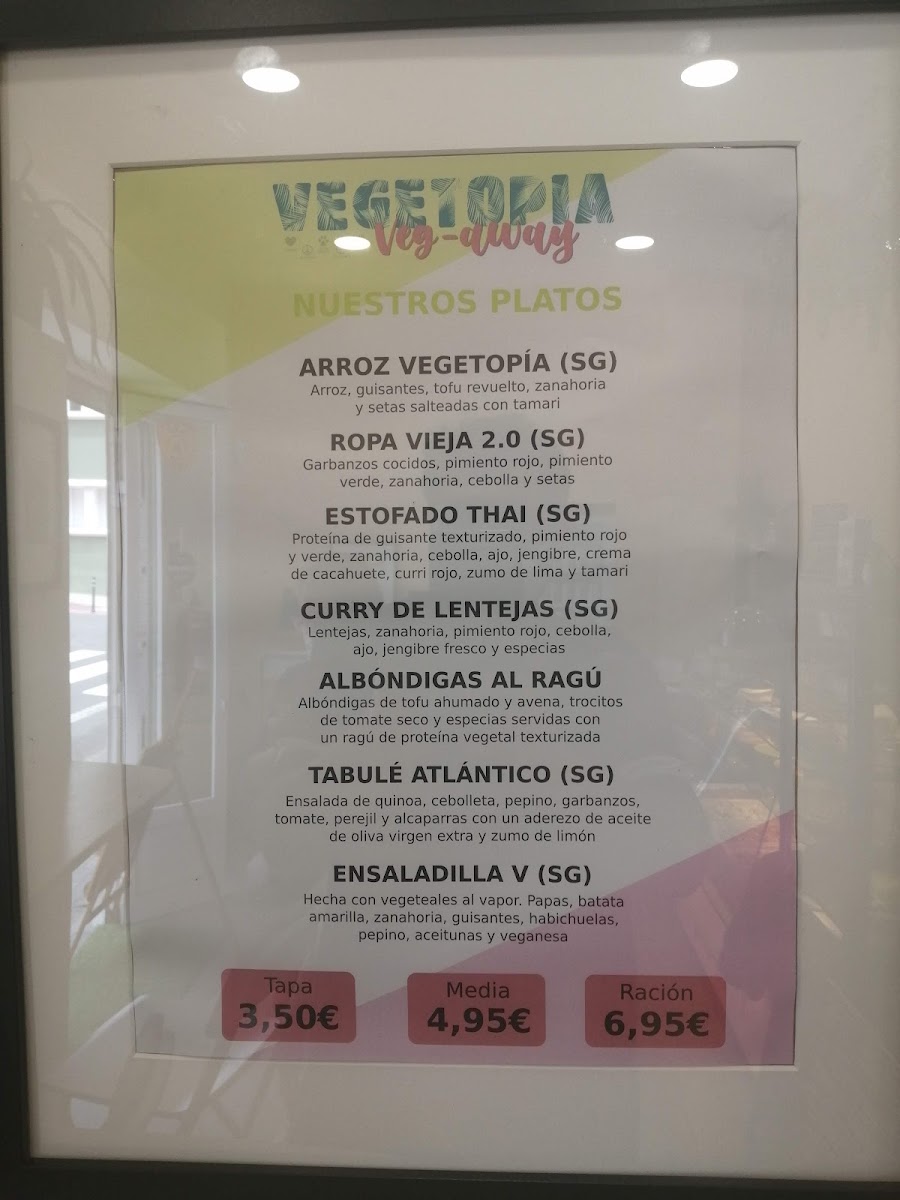 VEGETOPIA
Veg-away
NUESTROS PLATOS
ARROZ VEGETOPÍA (SG)
Arroz, guisantes, tofu revuelto, zanahoria
y setas salteadas con tamari
ROPA VIEJA 2.0 (SG)
Garbanzos cocidos, pimiento rojo, pimiento
verde, zanahoria, cebolla y setas
ESTOFADO THAI (SG)
Proteína de guisante texturizado, pimiento rojo
y verde, zanahoria, cebolla, ajo, jengibre, crema
de cacahuete, curri rojo, zumo de lima y tamari
CURRY DE LENTEJAS (SG)
Lentejas, zanahoria, pimiento rojo, cebolla,
ajo, jengibre fresco y especias
ALBÓNDIGAS AL RAGÚ
Albóndigas de tofu ahumado y avena, trocitos
de tomate seco y especias servidas con
un ragú de proteína vegetal texturizada
TABULÉ ATLÁNTICO (SG)
Ensalada de quinoa, cebolleta, pepino, garbanzos,
tomate, perejil y alcaparras con un aderezo de aceite
de oliva virgen extra y zumo de limón
ENSALADILLA V (SG)
Hecha con vegeteales al vapor. Papas, batata
amarilla, zanahoria, guisantes, habichuelas,
pepino, aceitunas y veganesa
Tapa
3,50€
Media
4,95€
Ración
6,95€